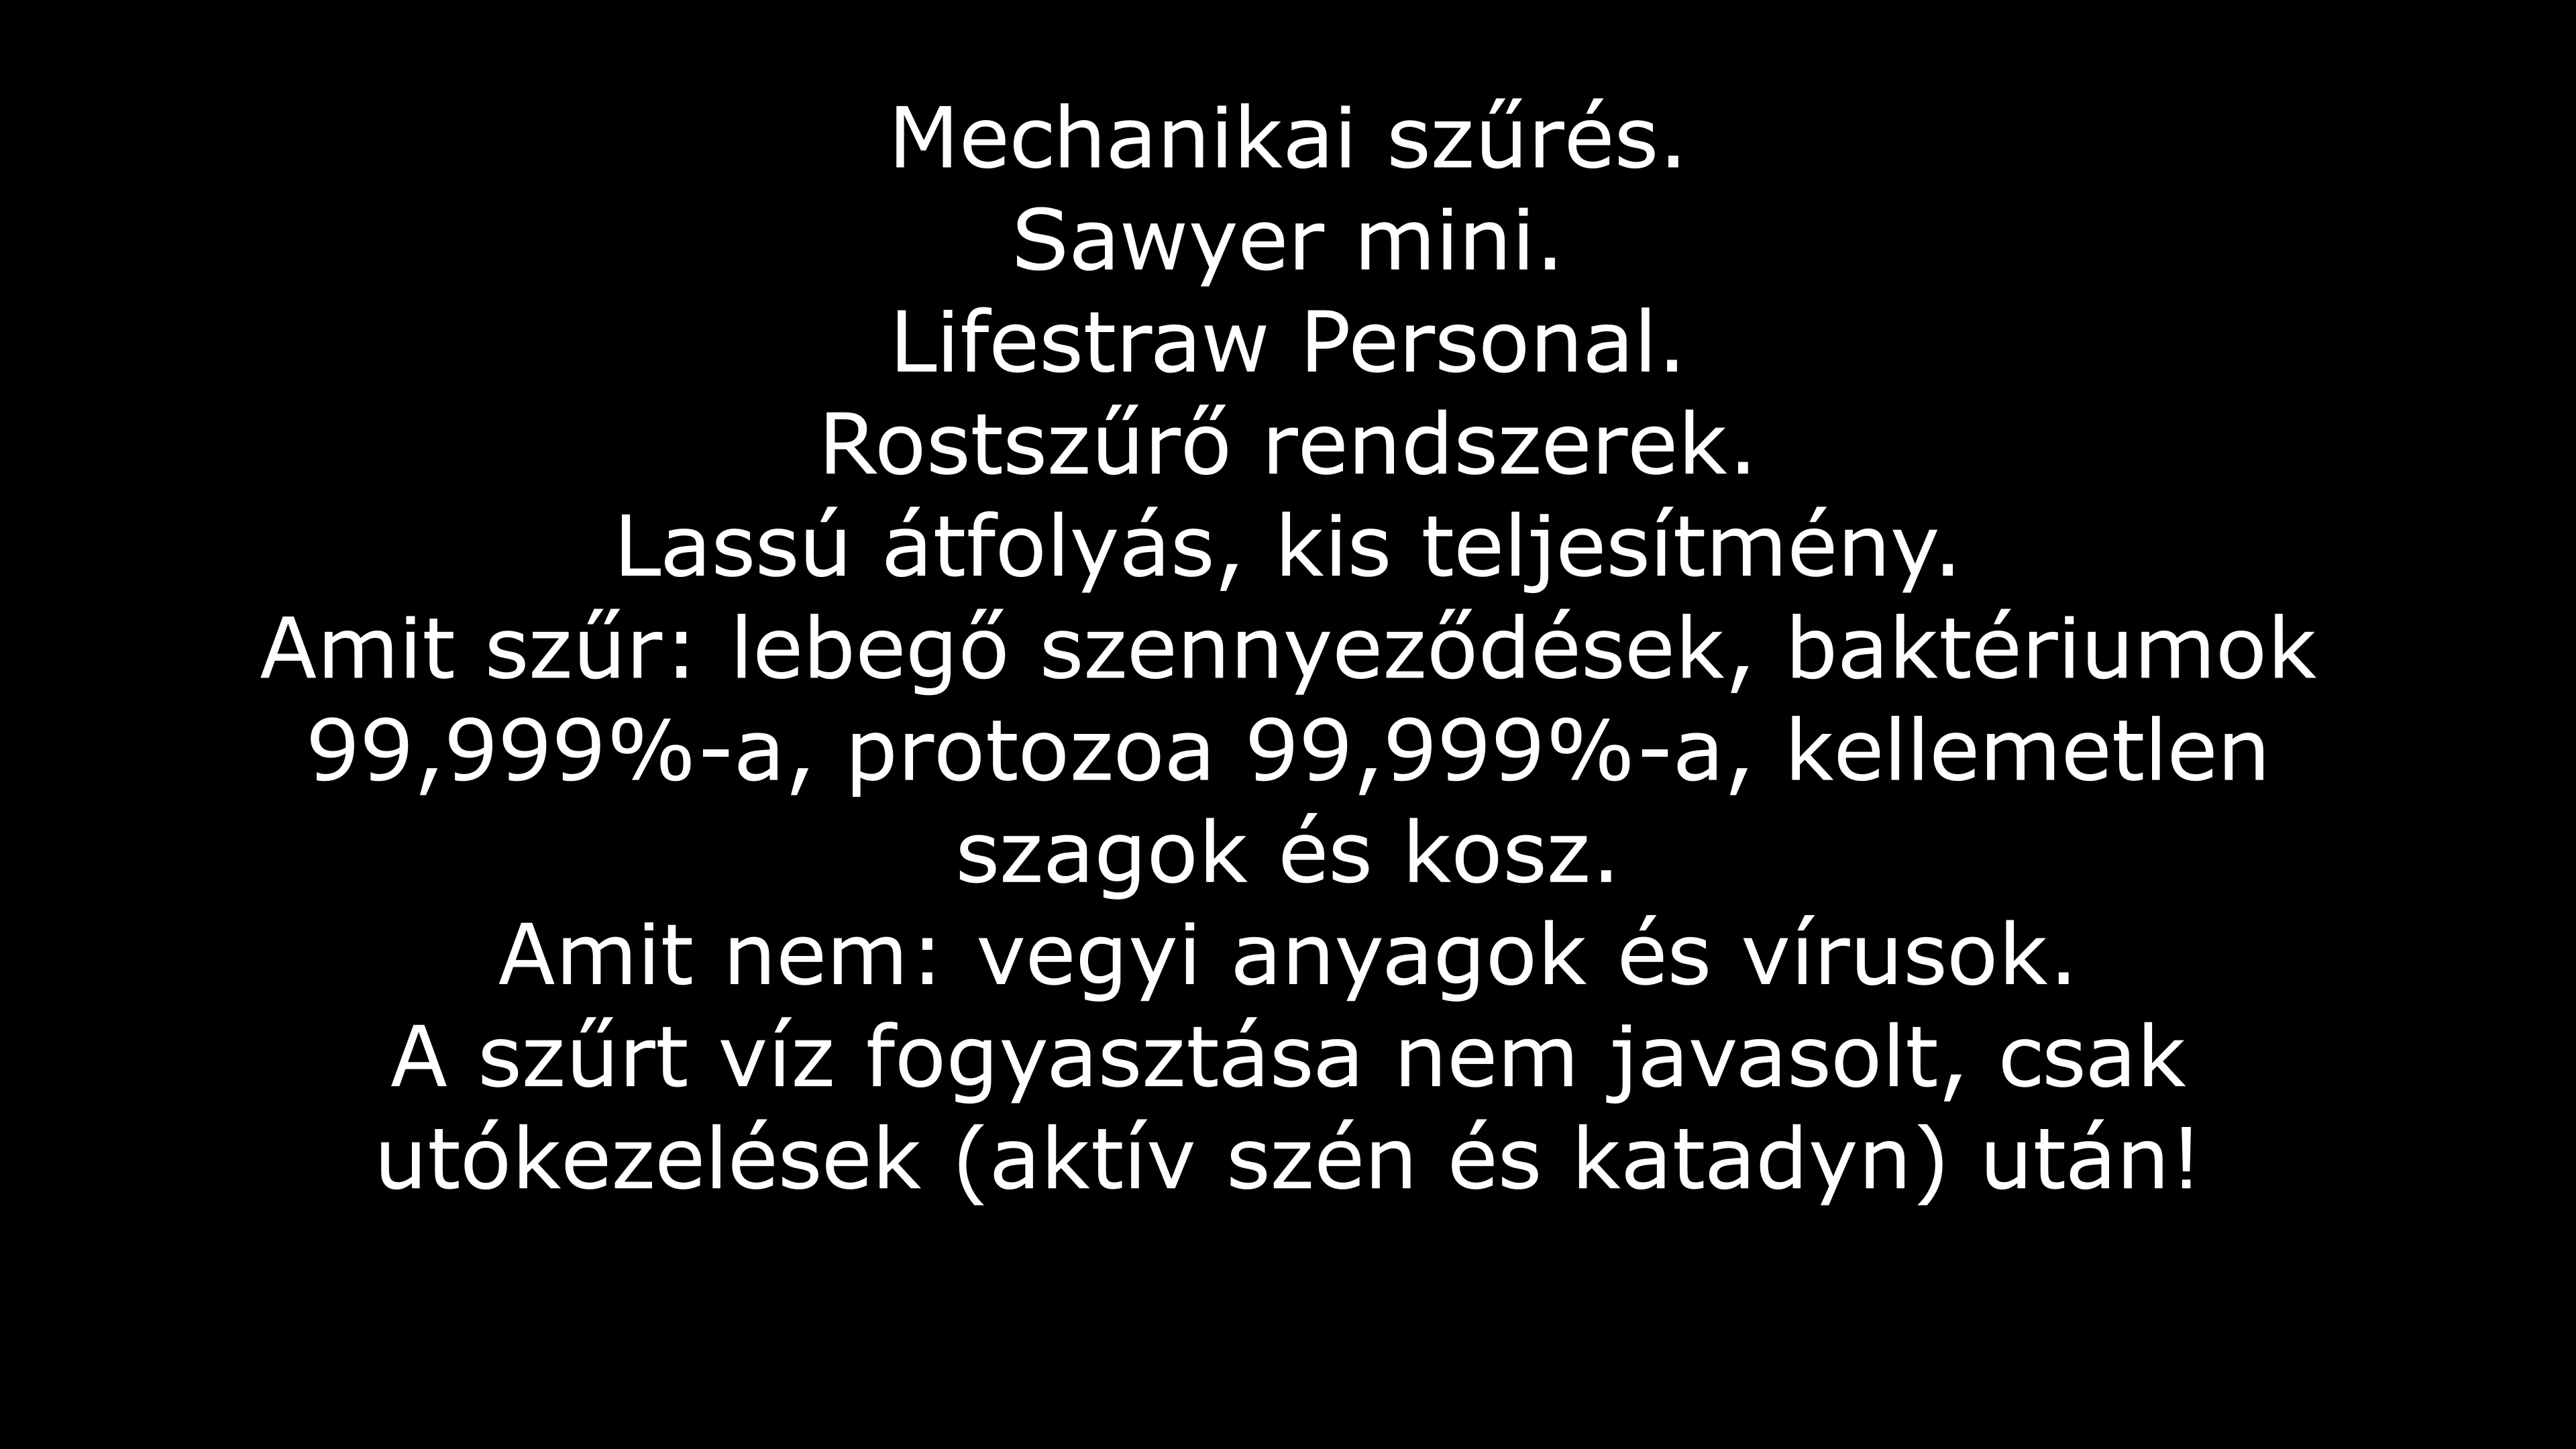 Mechanikai szűrés.
Sawyer mini.
Lifestraw Personal.
Rostszűrő rendszerek.
Lassú átfolyás, kis teljesítmény.
Amit szűr: lebegő szennyeződések, baktériumok
99,999%-a, protozoa 99,999%-a, kellemetlen
szagok és kosz.
Amit nem: vegyi anyagok és vírusok.
A szűrt víz fogyasztása nem javasolt, csak
utókezelések (aktív szén és katadyn) után!